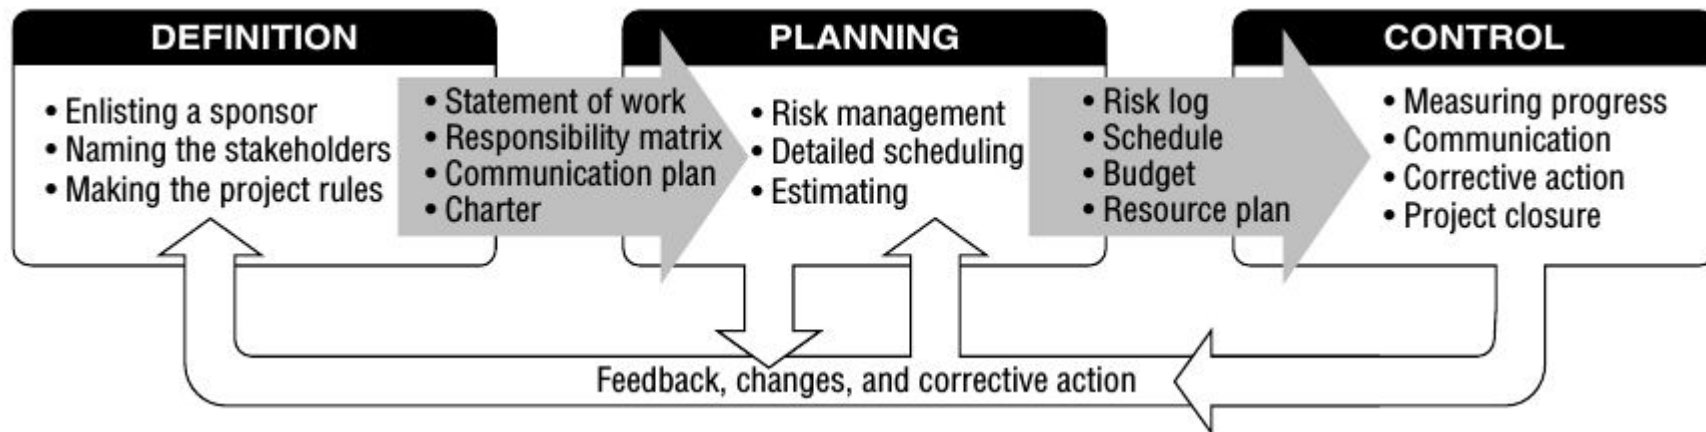 DEFINITION
• Enlisting a sponsor
• Naming the stakeholders
• Making the project rules
• Statement of work
• Responsibility matrix
• Communication plan
• Charter
PLANNING
• Risk management
• Detailed scheduling
• Estimating
• Risk log
• Schedule
• Budget
• Resource plan
CONTROL
• Measuring progress
• Communication
• Corrective action
• Project closure
Feedback, changes, and corrective action